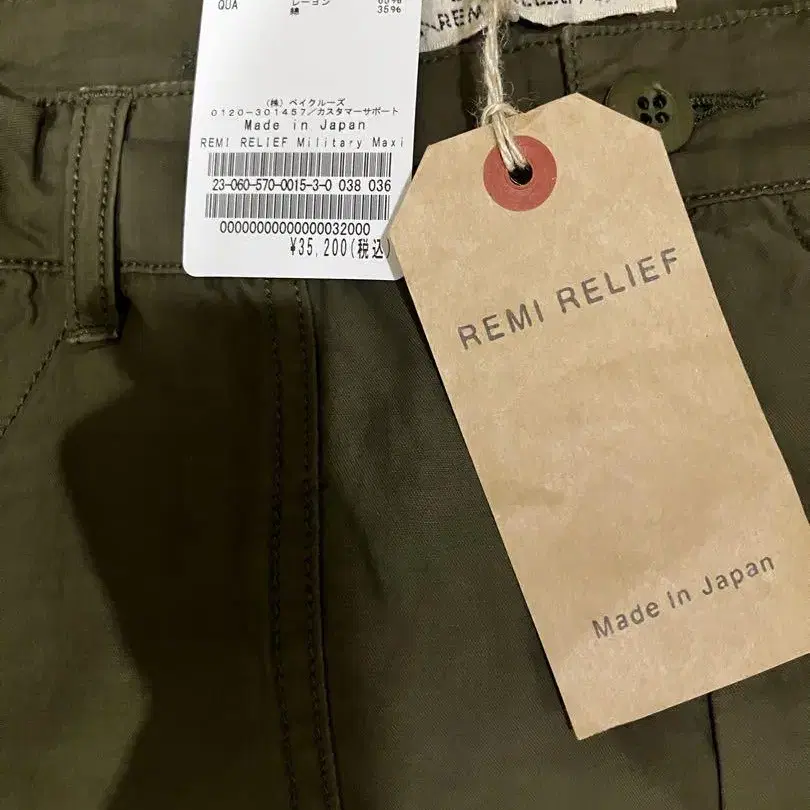 QUA レーヨン 65%
綿 35%
(株) ベイクルーズ
0120-301457/カスタマーサポート
Made in Japan
REMI RELIEF Military Maxi
23-060-570-0015-3-0 038 036
00000000000000032000
¥35,200(税込)
REMI RELIEF
Made In Japan